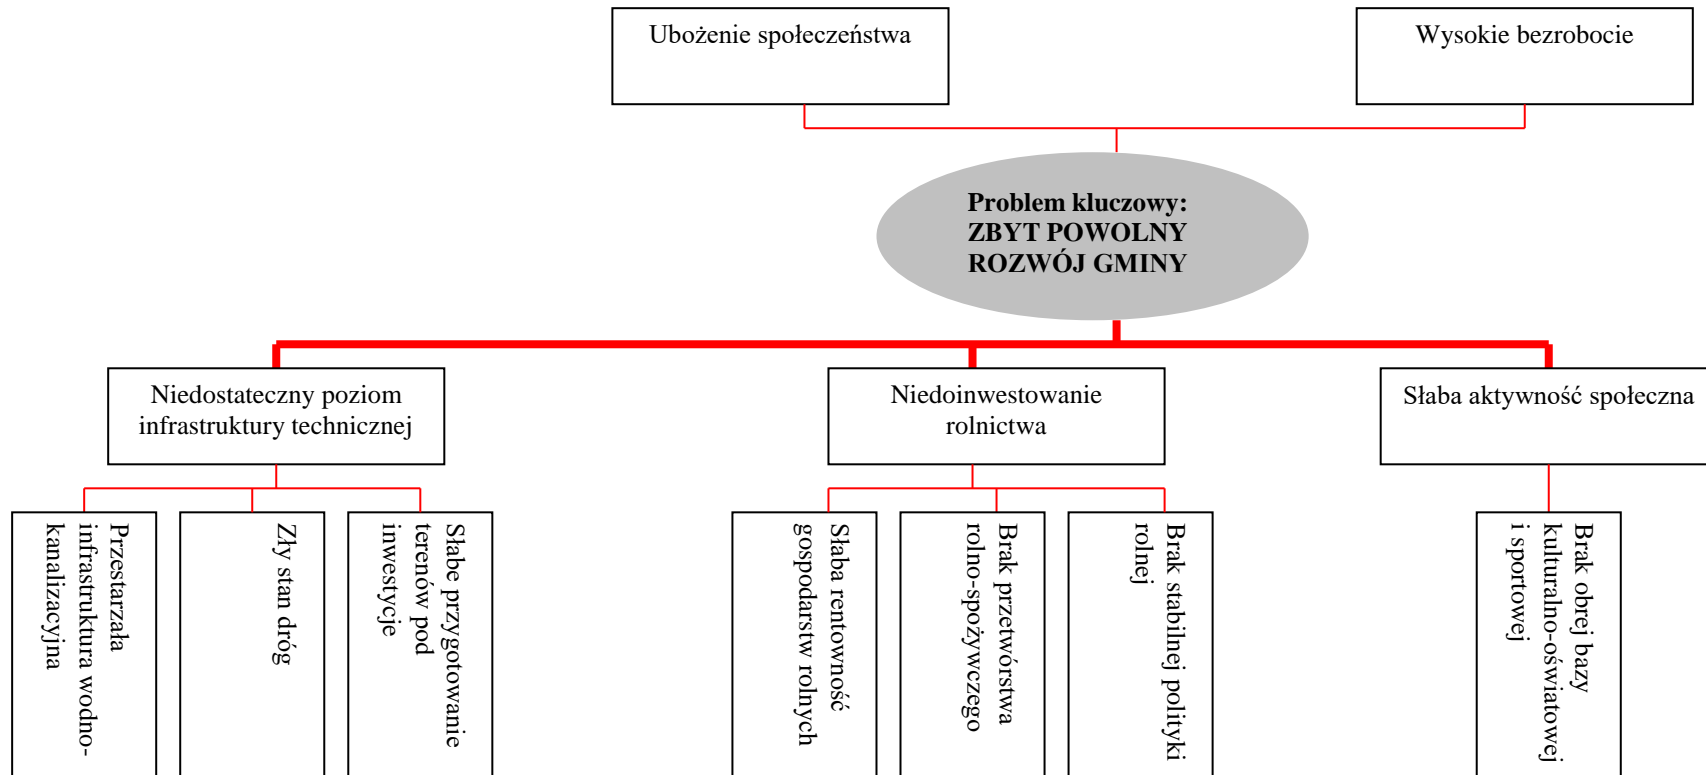 Ubożenie społeczeństwa
Wysokie bezrobocie
Problem kluczowy:
ZBYT POWOLNY
ROZWÓJ GMINY
Niedostateczny poziom
infrastruktury technicznej
Niedoinwestowanie
rolnictwa
Słaba aktywność społeczna
Przestarzała
infrastruktura wodno-
kanalizacyjna
Zły stan dróg
Słabe przygotowanie
terenów pod
inwestycje
Słaba rentowność
gospodarstw rolnych
Brak przetwórstwa
rolno-spożywczego
Brak stabilnej polityki
rolnej
Brak obrej bazy
kulturalno-oświatowej
i sportowej